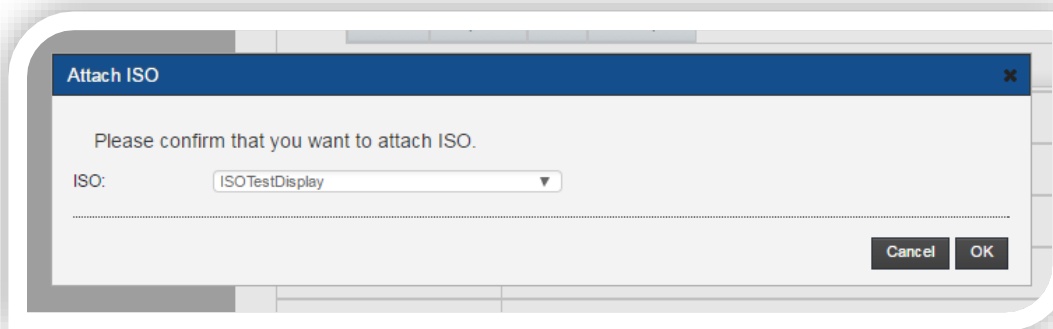 Attach ISO
Please confirm that you want to attach ISO.
ISO: ISOTestDisplay
Cancel OK